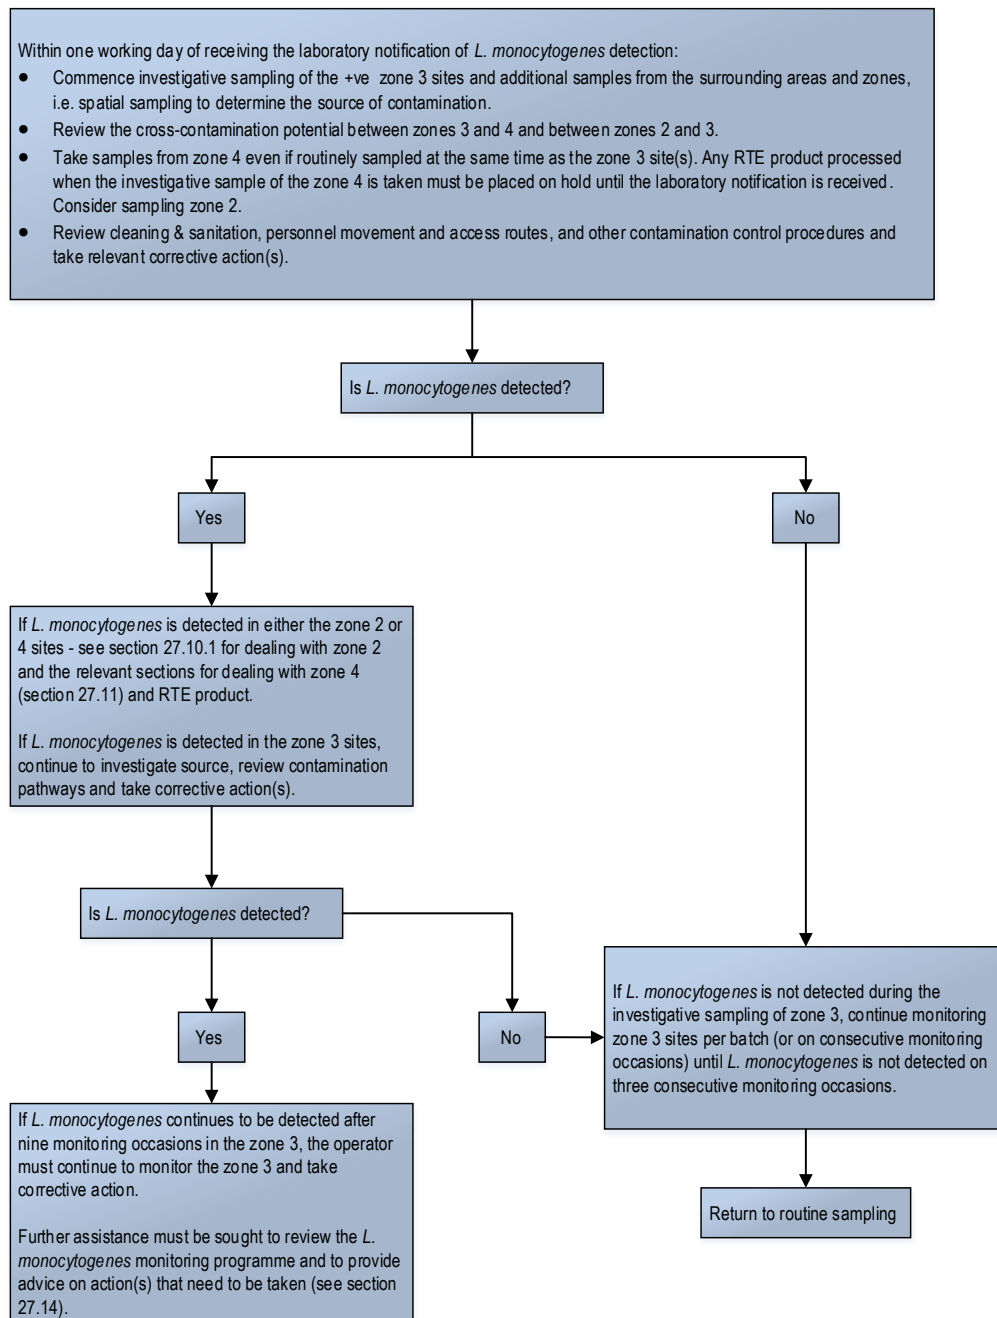 Within one working day of receiving the laboratory notification of L. monocytogenes detection:
• Commence investigative sampling of the +ve zone 3 sites and additional samples from the surrounding areas and zones,
i.e. spatial sampling to determine the source of contamination.
• Review the cross-contamination potential between zones 3 and 4 and between zones 2 and 3.
• Take samples from zone 4 even if routinely sampled at the same time as the zone 3 site(s). Any RTE product processed
when the investigative sample of the zone 4 is taken must be placed on hold until the laboratory notification is received.
Consider sampling zone 2.
• Review cleaning & sanitation, personnel movement and access routes, and other contamination control procedures and
take relevant corrective action(s).
Is L. monocytogenes detected?
Yes
No
If L. monocytogenes is detected in either the zone 2 or
4 sites - see section 27.10.1 for dealing with zone 2
and the relevant sections for dealing with zone 4
(section 27.11) and RTE product.
If L. monocytogenes is detected in the zone 3 sites,
continue to investigate source, review contamination
pathways and take corrective action(s).
Is L. monocytogenes detected?
Yes
No
If L. monocytogenes is not detected during the
investigative sampling of zone 3, continue monitoring
zone 3 sites per batch (or on consecutive monitoring
occasions) until L. monocytogenes is not detected on
three consecutive monitoring occasions.
If L. monocytogenes continues to be detected after
nine monitoring occasions in the zone 3, the operator
must continue to monitor the zone 3 and take
corrective action.
Further assistance must be sought to review the L.
monocytogenes monitoring programme and to provide
advice on action(s) that need to be taken (see section
27.14).
Return to routine sampling